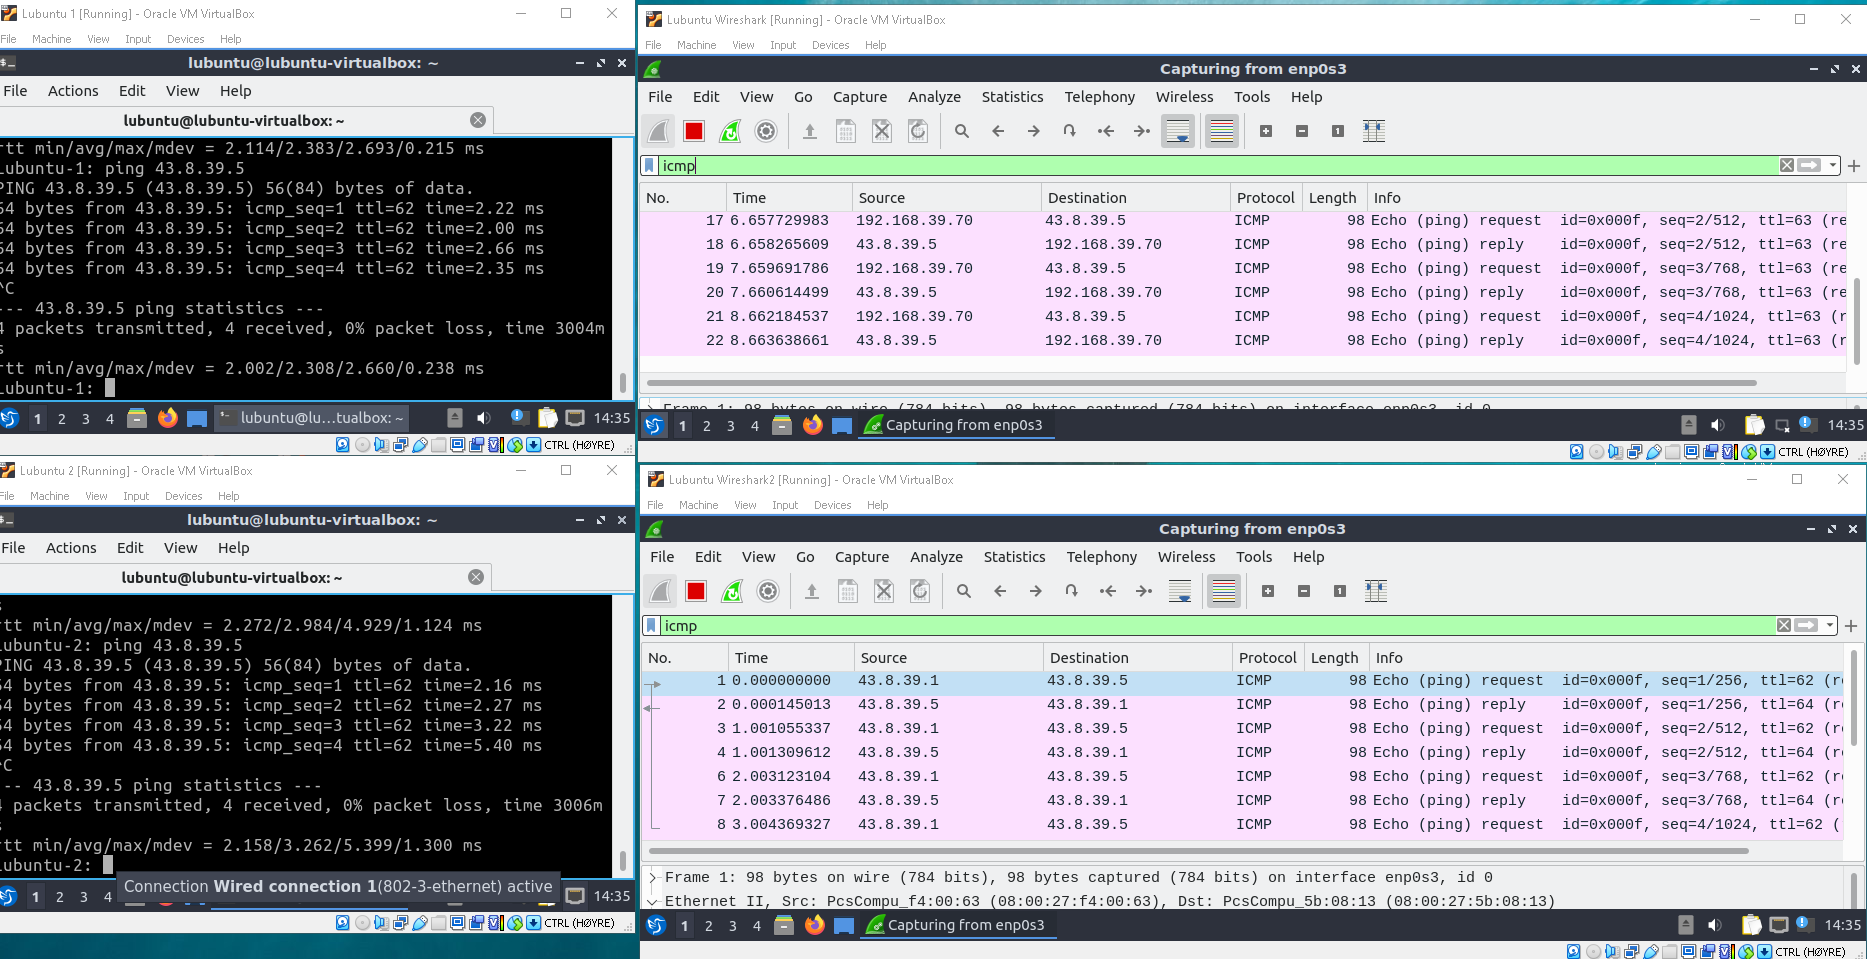 Lubuntu 1 [Running] - Oracle VM VirtualBox
File Machine View Input Devices Help
lubuntu@lubuntu-virtualbox: ~
File Actions Edit View Help
lubuntu@lubuntu-virtualbox: ~
rtt min/avg/max/mdev = 2.114/2.383/2.693/0.215 ms
Lubuntu-1: ping 43.8.39.5
PING 43.8.39.5 (43.8.39.5) 56(84) bytes of data.
64 bytes from 43.8.39.5: icmp_seq=1 ttl=62 time=2.22 ms
64 bytes from 43.8.39.5: icmp_seq=2 ttl=62 time=2.00 ms
64 bytes from 43.8.39.5: icmp_seq=3 ttl=62 time=2.66 ms
64 bytes from 43.8.39.5: icmp_seq=4 ttl=62 time=2.35 ms
^C
--- 43.8.39.5 ping statistics ---
4 packets transmitted, 4 received, 0% packet loss, time 3004m
s
rtt min/avg/max/mdev = 2.002/2.308/2.660/0.238 ms
Lubuntu-1:
1 2 3 4 lubuntu@lu...tualbox: ~ 14:35
CTRL (HØYRE)
Lubuntu 2 [Running] - Oracle VM VirtualBox
File Machine View Input Devices Help
lubuntu@lubuntu-virtualbox: ~
File Actions Edit View Help
lubuntu@lubuntu-virtualbox: ~
s
rtt min/avg/max/mdev = 2.272/2.984/4.929/1.124 ms
Lubuntu-2: ping 43.8.39.5
PING 43.8.39.5 (43.8.39.5) 56(84) bytes of data.
64 bytes from 43.8.39.5: icmp_seq=1 ttl=62 time=2.16 ms
64 bytes from 43.8.39.5: icmp_seq=2 ttl=62 time=2.27 ms
64 bytes from 43.8.39.5: icmp_seq=3 ttl=62 time=3.22 ms
64 bytes from 43.8.39.5: icmp_seq=4 ttl=62 time=5.40 ms
^C
--- 43.8.39.5 ping statistics ---
4 packets transmitted, 4 received, 0% packet loss, time 3006m
s
rtt min/avg/max/mdev = 2.158/3.262/5.399/1.300 ms
Lubuntu-2:
Connection Wired connection 1(802-3-ethernet) active
1 2 3 4 14:35
CTRL (HØYRE)
Lubuntu Wireshark [Running] - Oracle VM VirtualBox
File Machine View Input Devices Help
Capturing from enp0s3
File Edit View Go Capture Analyze Statistics Telephony Wireless Tools Help
icmp
No. Time Source Destination Protocol Length Info
17 6.657729983 192.168.39.70 43.8.39.5 ICMP 98 Echo (ping) request id=0x000f, seq=2/512, ttl=63 (re
18 6.658265609 43.8.39.5 192.168.39.70 ICMP 98 Echo (ping) reply id=0x000f, seq=2/512, ttl=63 (re
19 7.659691786 192.168.39.70 43.8.39.5 ICMP 98 Echo (ping) request id=0x000f, seq=3/768, ttl=63 (re
20 7.660614499 43.8.39.5 192.168.39.70 ICMP 98 Echo (ping) reply id=0x000f, seq=3/768, ttl=63 (re
21 8.662184537 192.168.39.70 43.8.39.5 ICMP 98 Echo (ping) request id=0x000f, seq=4/1024, ttl=63 (r
22 8.663638661 43.8.39.5 192.168.39.70 ICMP 98 Echo (ping) reply id=0x000f, seq=4/1024, ttl=63 (r
Frame 1: 98 bytes on wire (784 bits), 98 bytes captured (784 bits) on interface enp0s3, id 0
1 2 3 4 Capturing from enp0s3 14:35
CTRL (HØYRE)
Lubuntu Wireshark2 [Running] - Oracle VM VirtualBox
File Machine View Input Devices Help
Capturing from enp0s3
File Edit View Go Capture Analyze Statistics Telephony Wireless Tools Help
icmp
No. Time Source Destination Protocol Length Info
1 0.000000000 43.8.39.1 43.8.39.5 ICMP 98 Echo (ping) request id=0x000f, seq=1/256, ttl=62 (re
2 0.000145013 43.8.39.5 43.8.39.1 ICMP 98 Echo (ping) reply id=0x000f, seq=1/256, ttl=64 (re
3 1.001055337 43.8.39.1 43.8.39.5 ICMP 98 Echo (ping) request id=0x000f, seq=2/512, ttl=62 (re
4 1.001309612 43.8.39.5 43.8.39.1 ICMP 98 Echo (ping) reply id=0x000f, seq=2/512, ttl=64 (re
6 2.003123104 43.8.39.1 43.8.39.5 ICMP 98 Echo (ping) request id=0x000f, seq=3/768, ttl=62 (re
7 2.003376486 43.8.39.5 43.8.39.1 ICMP 98 Echo (ping) reply id=0x000f, seq=3/768, ttl=64 (re
8 3.004369327 43.8.39.1 43.8.39.5 ICMP 98 Echo (ping) request id=0x000f, seq=4/1024, ttl=62 (
Frame 1: 98 bytes on wire (784 bits), 98 bytes captured (784 bits) on interface enp0s3, id 0
Ethernet II, Src: PcsCompu_f4:00:63 (08:00:27:f4:00:63), Dst: PcsCompu_5b:08:13 (08:00:27:5b:08:13)
1 2 3 4 Capturing from enp0s3 14:35
CTRL (HØYRE)